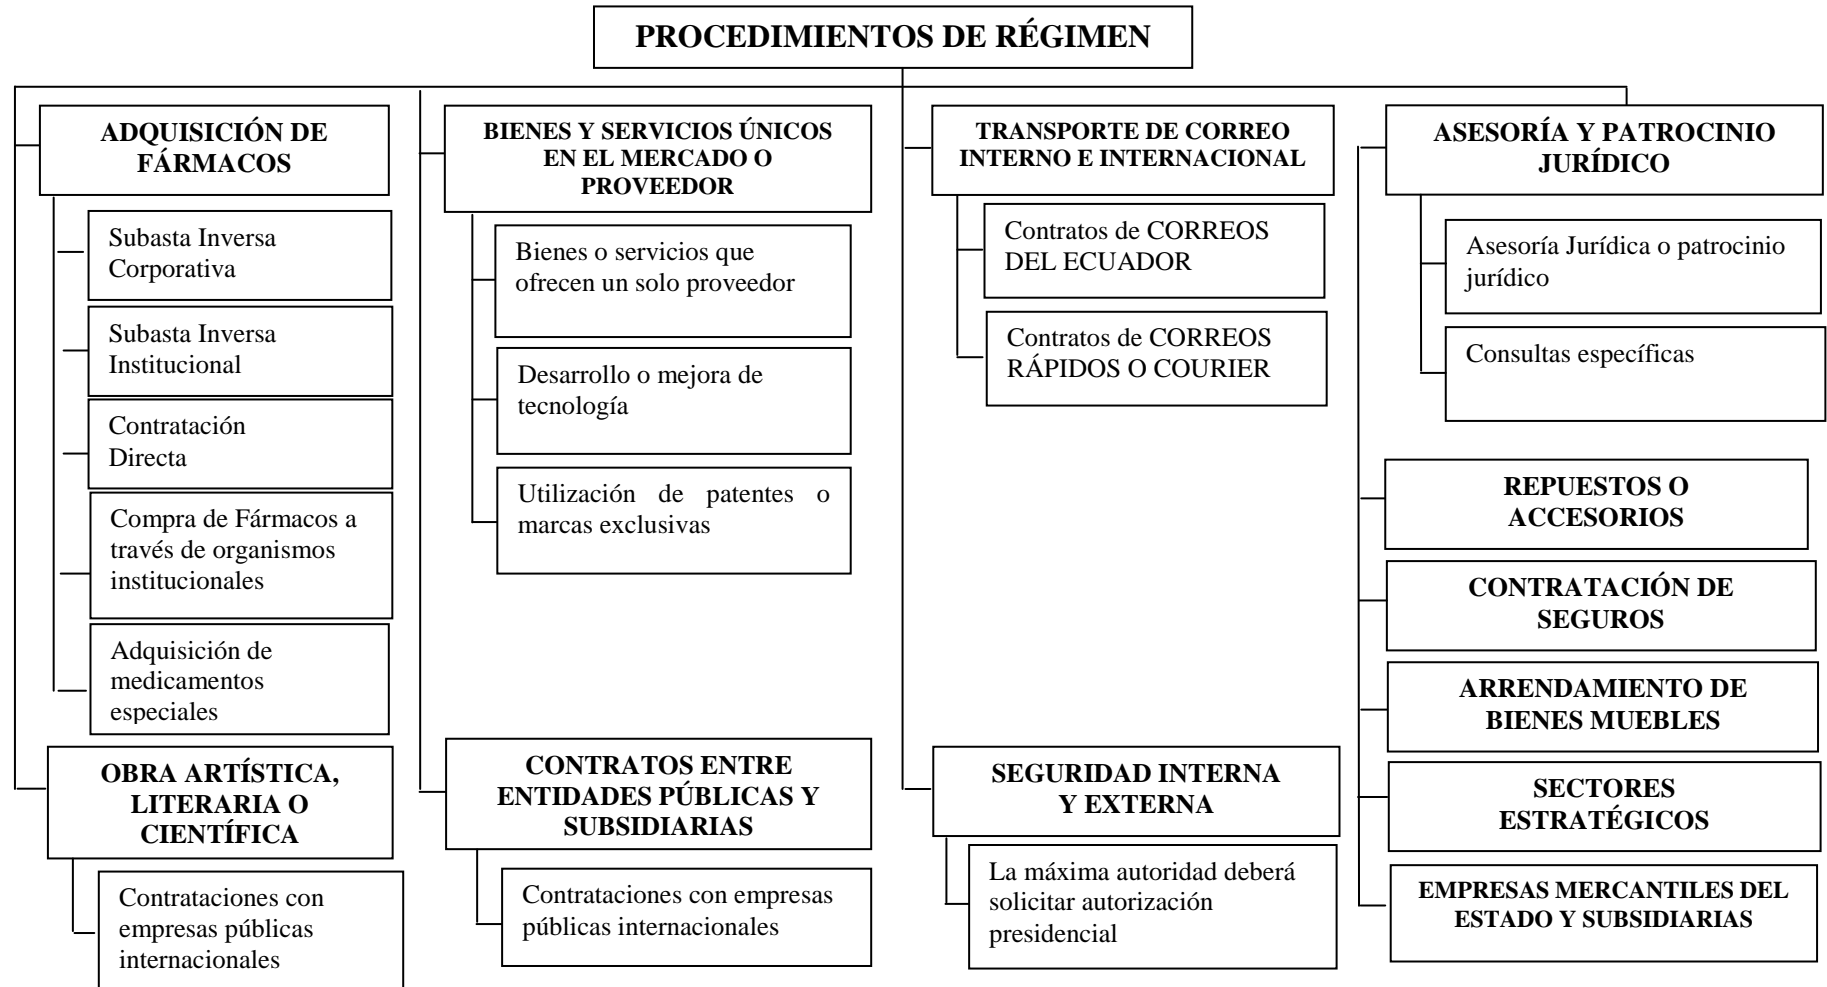 PROCEDIMIENTOS DE RÉGIMEN
ADQUISICIÓN DE
FÁRMACOS
Subasta Inversa
Corporativa
Subasta Inversa
Institucional
Contratación
Directa
Compra de Fármacos a
través de organismos
institucionales
Adquisición de
medicamentos
especiales
OBRA ARTÍSTICA,
LITERARIA O
CIENTÍFICA
Contrataciones con
empresas públicas
internacionales
BIENES Y SERVICIOS ÚNICOS
EN EL MERCADO O
PROVEEDOR
Bienes o servicios que
ofrecen un solo proveedor
Desarrollo o mejora de
tecnología
Utilización de patentes o
marcas exclusivas
CONTRATOS ENTRE
ENTIDADES PÚBLICAS Y
SUBSIDIARIAS
Contrataciones con empresas
públicas internacionales
TRANSPORTE DE CORREO
INTERNO E INTERNACIONAL
Contratos de CORREOS
DEL ECUADOR
Contratos de CORREOS
RÁPIDOS O COURIER
SEGURIDAD INTERNA
Y EXTERNA
La máxima autoridad deberá
solicitar autorización
presidencial
ASESORÍA Y PATROCINIO
JURÍDICO
Asesoría Jurídica o patrocinio
jurídico
Consultas específicas
REPUESTOS O
ACCESORIOS
CONTRATACIÓN DE
SEGUROS
ARRENDAMIENTO DE
BIENES MUEBLES
SECTORES
ESTRATÉGICOS
EMPRESAS MERCANTILES DEL
ESTADO Y SUBSIDIARIAS